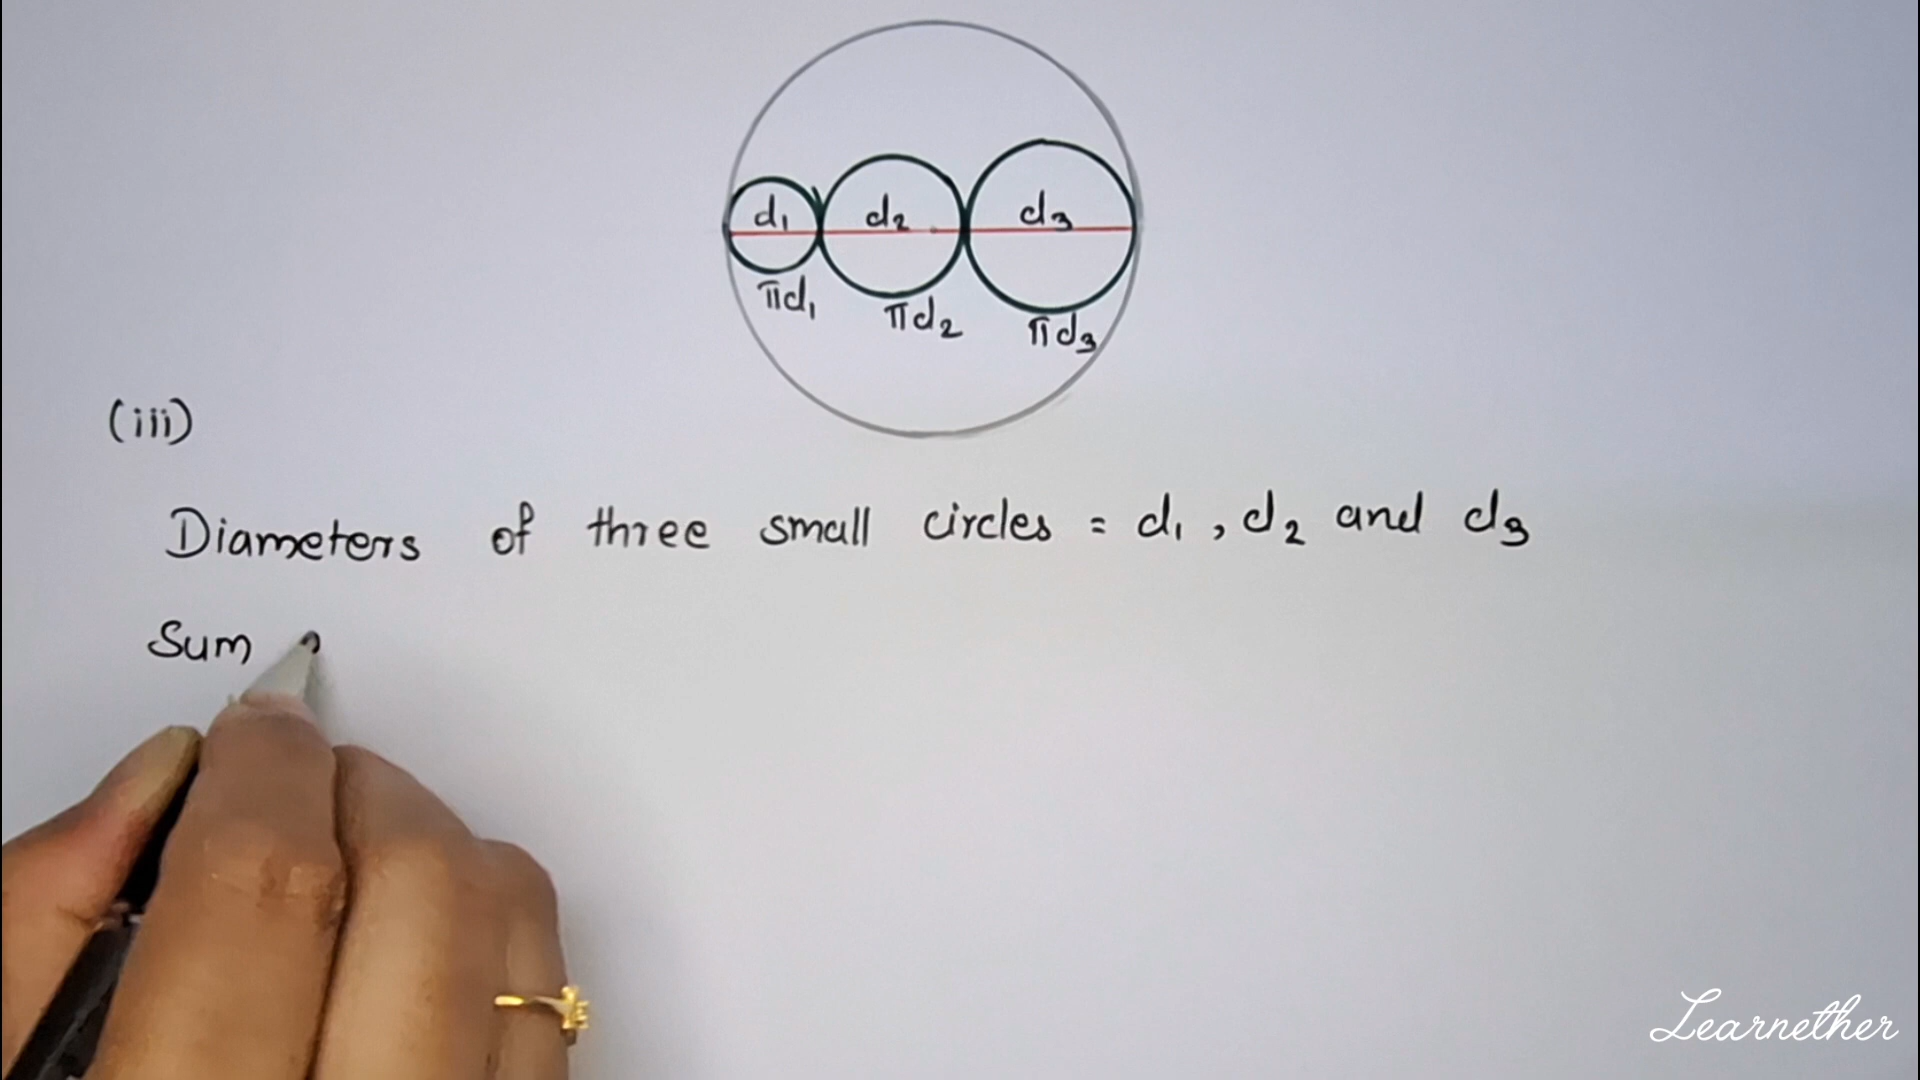 d₁ d₂ d₃
πd₁ πd₂ πd₃
(iii)
Diameters of three small circles = d₁, d₂ and d₃
Sum
Learnether